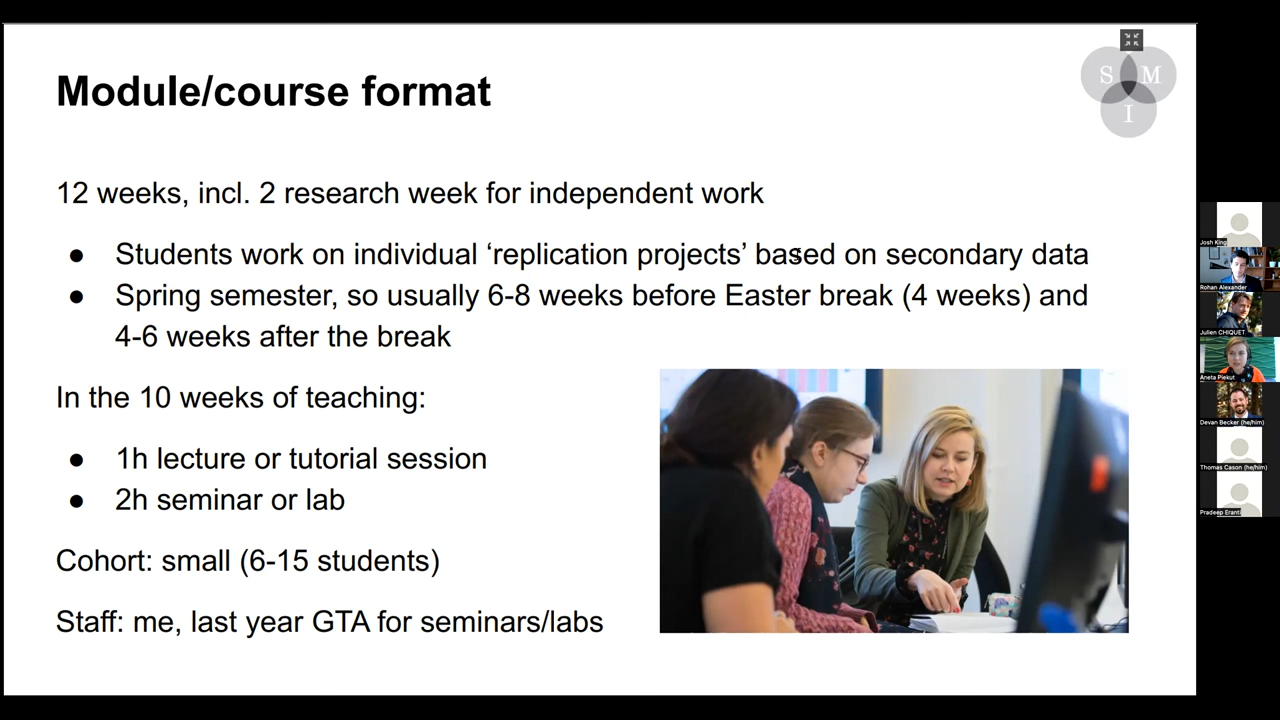 Module/course format
S M
I
12 weeks, incl. 2 research week for independent work
● Students work on individual ‘replication projects’ based on secondary data
● Spring semester, so usually 6-8 weeks before Easter break (4 weeks) and
4-6 weeks after the break
In the 10 weeks of teaching:
● 1h lecture or tutorial session
● 2h seminar or lab
Cohort: small (6-15 students)
Staff: me, last year GTA for seminars/labs
Josh King
Rohan Alexander
Julien CHIQUET
Aneta Piekut
Devan Becker (he/him)
Thomas Cason (he/him)
Pradeep Eranti